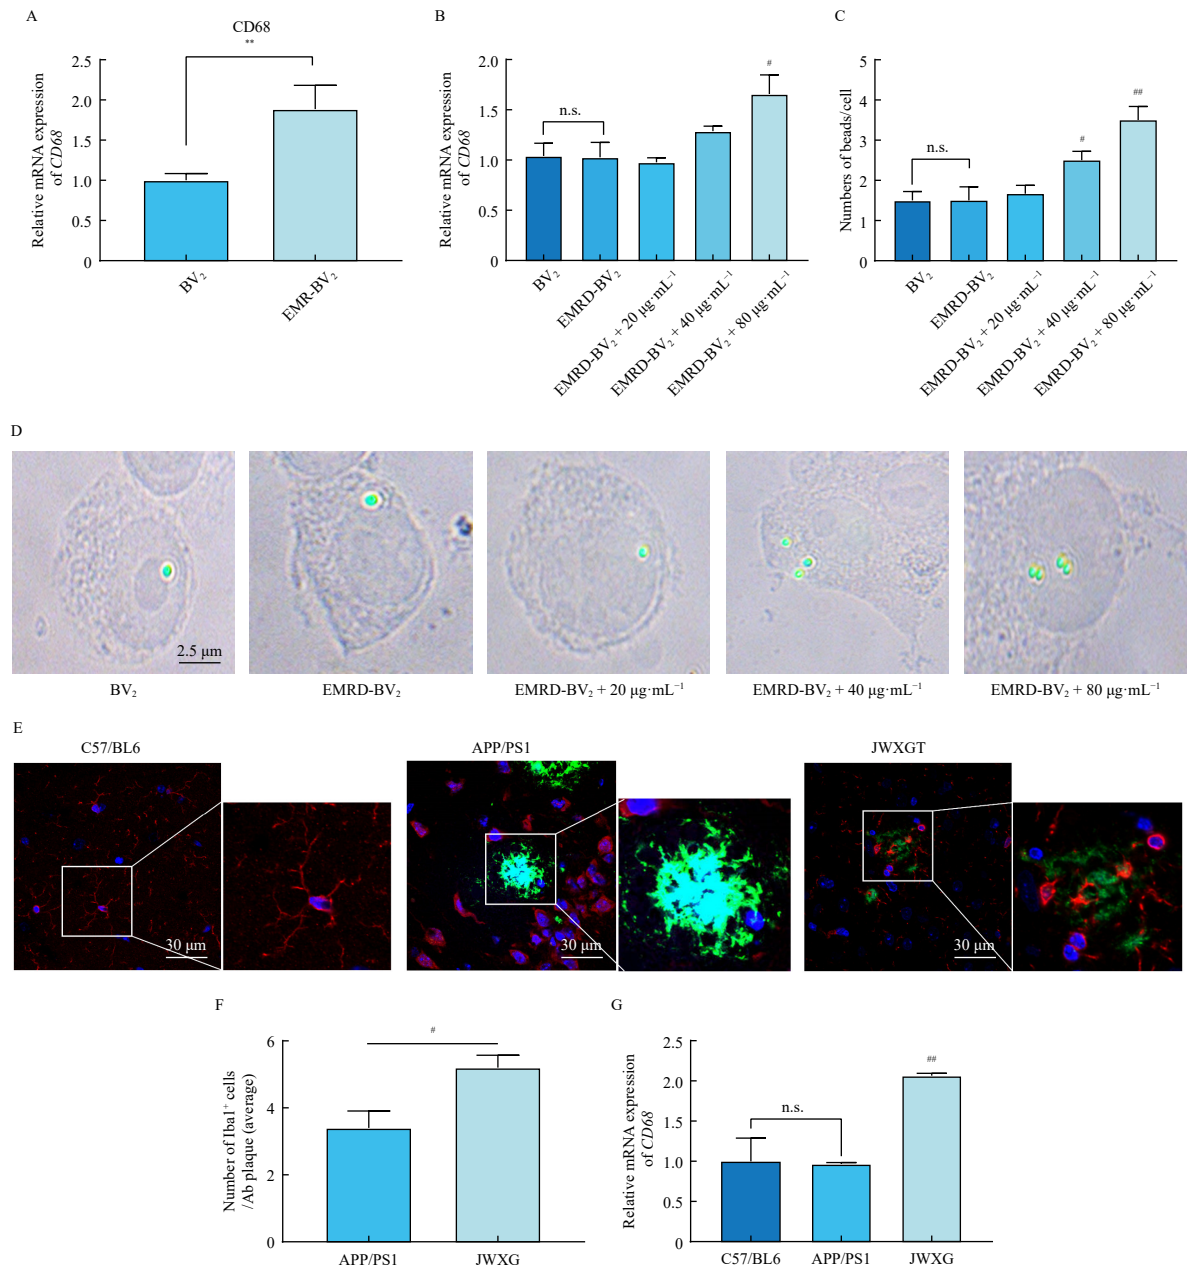 A
CD68
**
Relative mRNA expression
of CD68
2.5
2.0
1.5
1.0
0.5
0
BV₂
EMR-BV₂
B
Relative mRNA expression
of CD68
2.0
1.5
1.0
0.5
0
n.s.
#
BV₂
EMRD-BV₂
EMRD-BV₂ + 20 μg·mL⁻¹
EMRD-BV₂ + 40 μg·mL⁻¹
EMRD-BV₂ + 80 μg·mL⁻¹
C
Numbers of beads/cell
5
4
3
2
1
0
n.s.
#
##
BV₂
EMRD-BV₂
EMRD-BV₂ + 20 μg·mL⁻¹
EMRD-BV₂ + 40 μg·mL⁻¹
EMRD-BV₂ + 80 μg·mL⁻¹
D
2.5 μm
BV₂
EMRD-BV₂
EMRD-BV₂ + 20 μg·mL⁻¹
EMRD-BV₂ + 40 μg·mL⁻¹
EMRD-BV₂ + 80 μg·mL⁻¹
E
C57/BL6
APP/PS1
JWXGT
30 μm
30 μm
30 μm
F
Number of Iba1⁺ cells
/Ab plaque (average)
6
4
2
0
#
APP/PS1
JWXG
G
Relative mRNA expression
of CD68
2.5
2.0
1.5
1.0
0.5
0
n.s.
##
C57/BL6
APP/PS1
JWXG